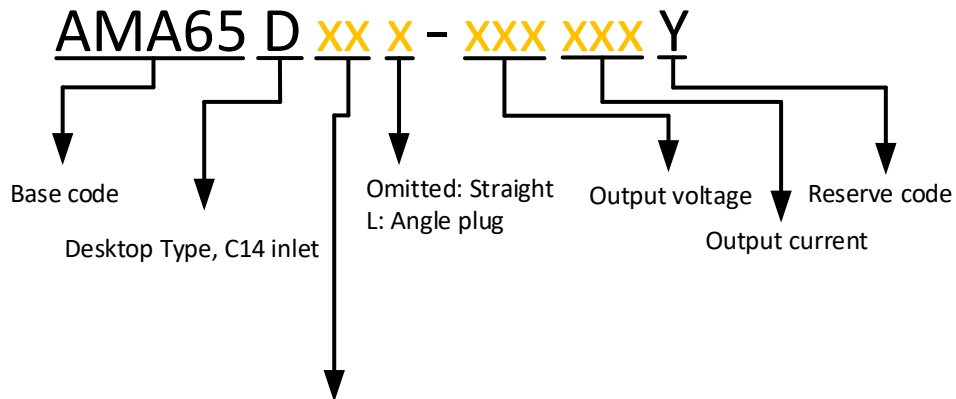 AMA65 D xx x - xxx xxx Y
Base code
Desktop Type, C14 inlet
Omitted: Straight
L: Angle plug
Output voltage
Output current
Reserve code